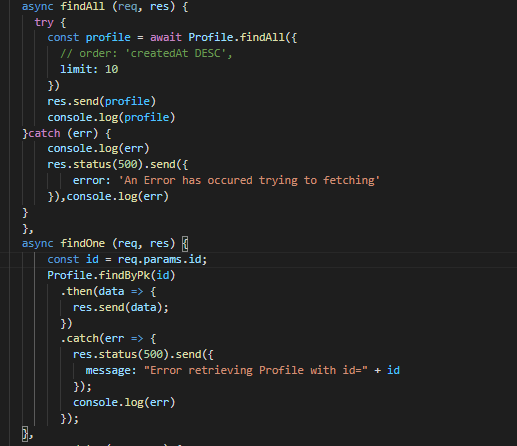 async findAll (req, res) {
try {
const profile = await Profile.findAll({
// order: 'createdAt DESC',
limit: 10
})
res.send(profile)
console.log(profile)
}catch (err) {
console.log(err)
res.status(500).send({
error: 'An Error has occured trying to fetching'
}),console.log(err)
}
},
async findOne (req, res) {
const id = req.params.id;
Profile.findByPk(id)
.then(data => {
res.send(data);
})
.catch(err => {
res.status(500).send({
message: "Error retrieving Profile with id=" + id
});
console.log(err)
});
},